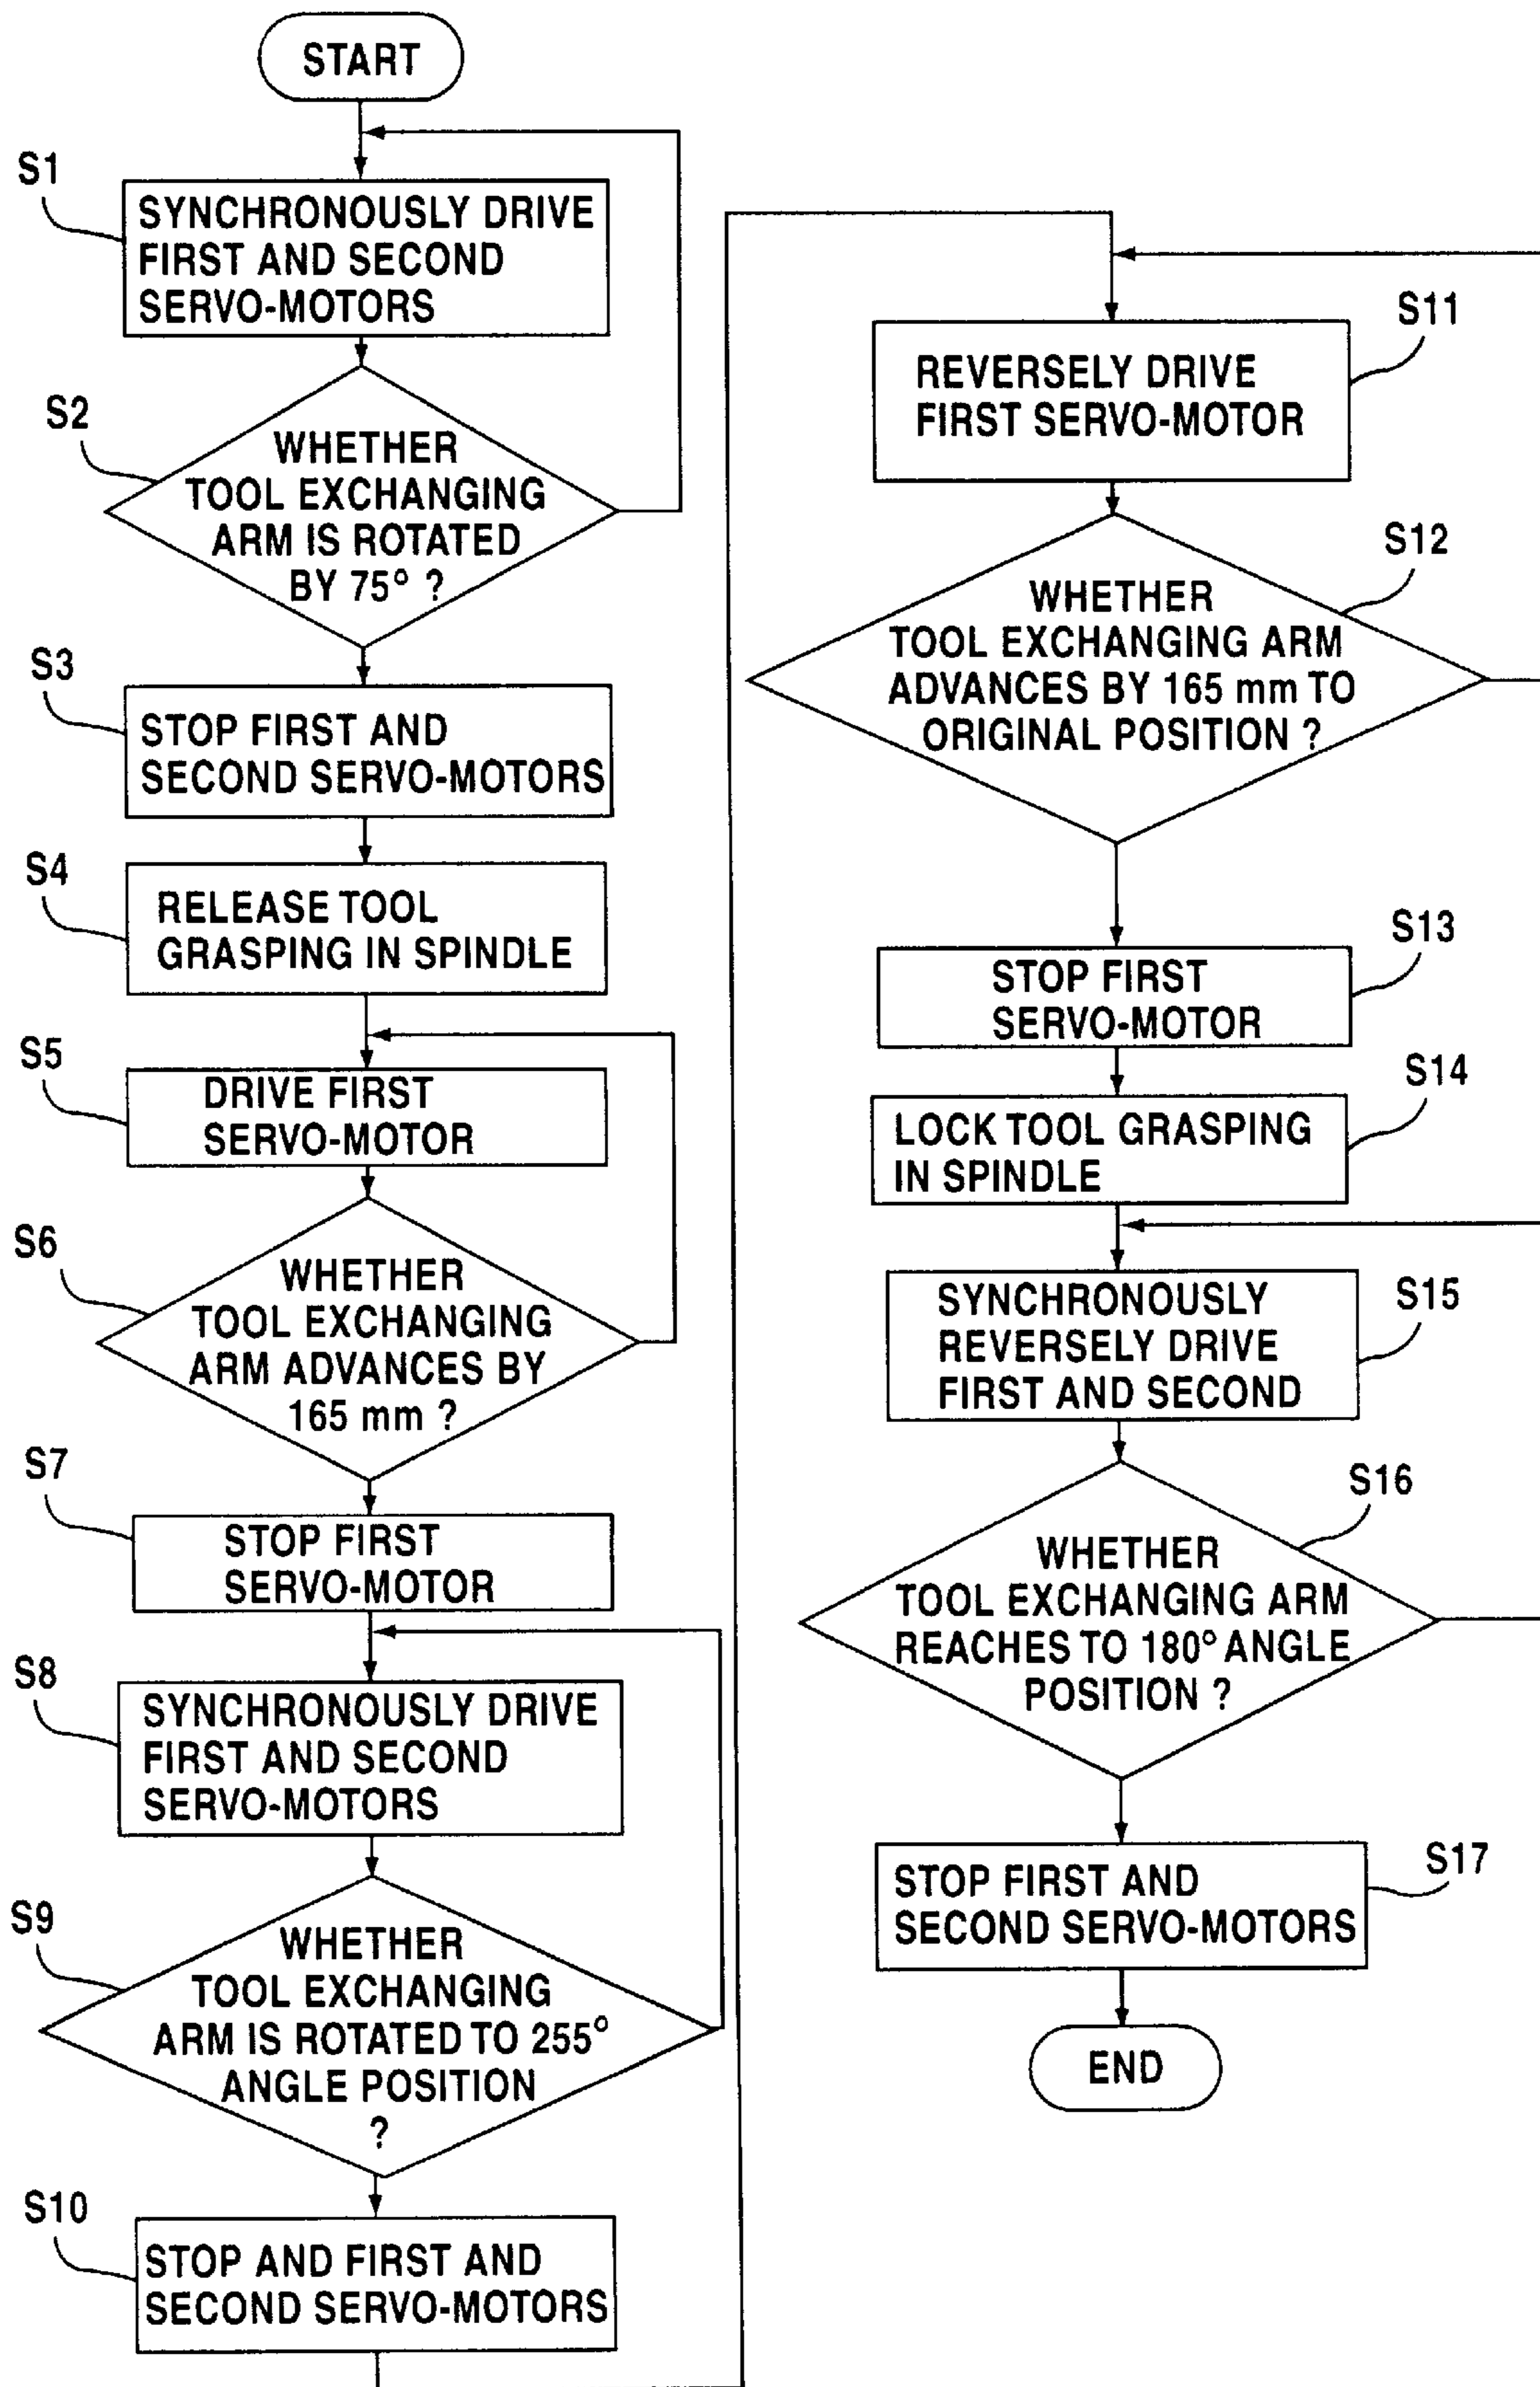 START
S1
SYNCHRONOUSLY DRIVE
FIRST AND SECOND
SERVO-MOTORS
S2
WHETHER
TOOL EXCHANGING
ARM IS ROTATED
BY 75° ?
S3
STOP FIRST AND
SECOND SERVO-MOTORS
S4
RELEASE TOOL
GRASPING IN SPINDLE
S5
DRIVE FIRST
SERVO-MOTOR
S6
WHETHER
TOOL EXCHANGING
ARM ADVANCES BY
165 mm ?
S7
STOP FIRST
SERVO-MOTOR
S8
SYNCHRONOUSLY DRIVE
FIRST AND SECOND
SERVO-MOTORS
S9
WHETHER
TOOL EXCHANGING
ARM IS ROTATED TO 255°
ANGLE POSITION
?
S10
STOP AND FIRST AND
SECOND SERVO-MOTORS
S11
REVERSELY DRIVE
FIRST SERVO-MOTOR
S12
WHETHER
TOOL EXCHANGING ARM
ADVANCES BY 165 mm TO
ORIGINAL POSITION ?
S13
STOP FIRST
SERVO-MOTOR
S14
LOCK TOOL GRASPING
IN SPINDLE
S15
SYNCHRONOUSLY
REVERSELY DRIVE
FIRST AND SECOND
S16
WHETHER
TOOL EXCHANGING ARM
REACHES TO 180° ANGLE
POSITION ?
S17
STOP FIRST AND
SECOND SERVO-MOTORS
END